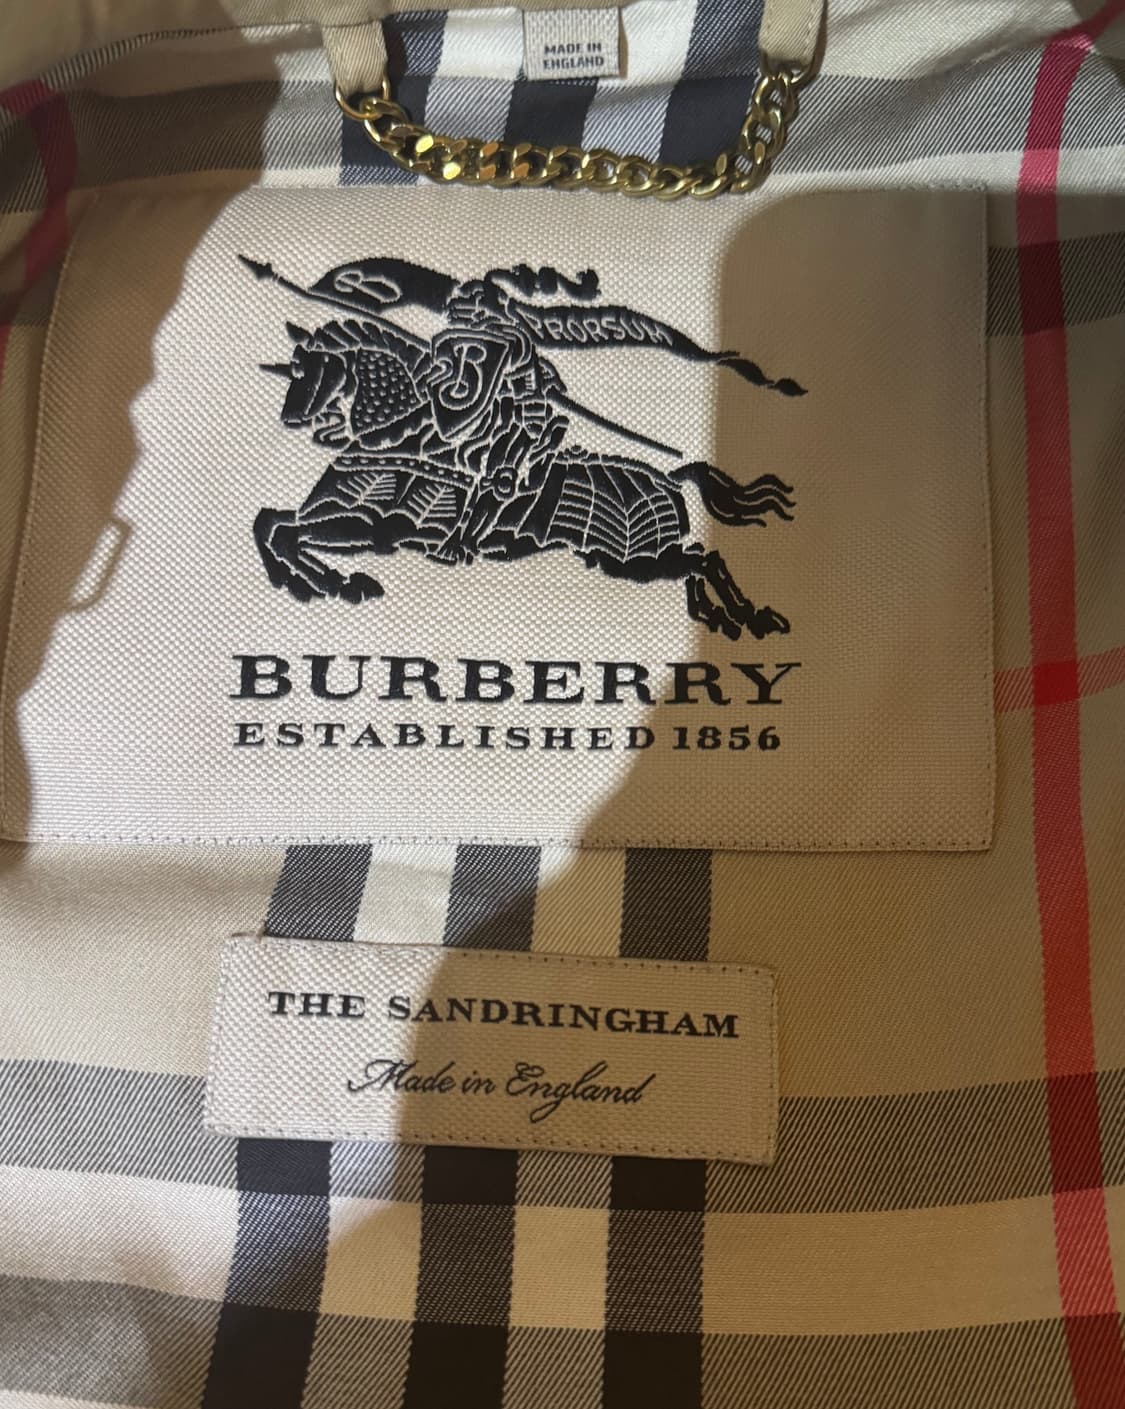 MADE IN
ENGLAND
B
PRORSUM
B
BURBERRY
ESTABLISHED 1856
THE SANDRINGHAM
Made in England